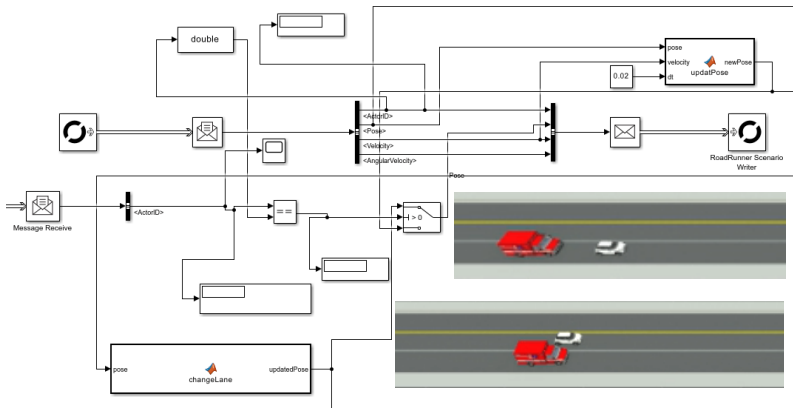 double
pose
velocity
dt
newPose
updatPose
0.02
<ActorID>
<Pose>
<Velocity>
<AngularVelocity>
RoadRunner Scenario
Writer
Pose
Message Receive
<ActorID>
==
> 0
pose
updatedPose
changeLane